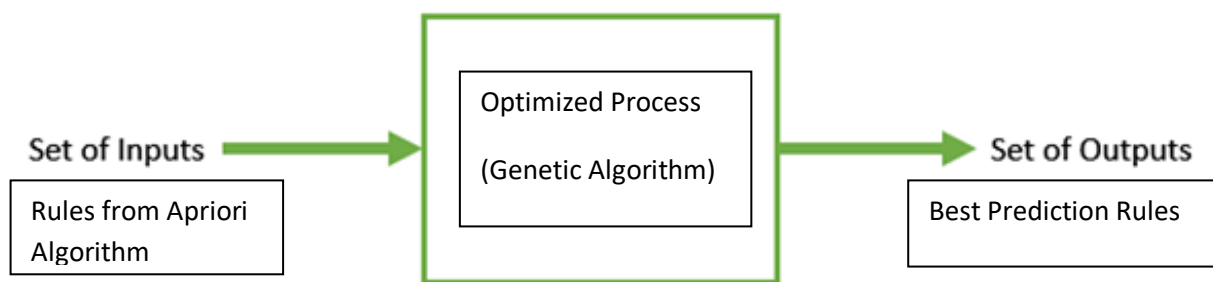 Set of Inputs
Rules from Apriori
Algorithm
Optimized Process
(Genetic Algorithm)
Set of Outputs
Best Prediction Rules